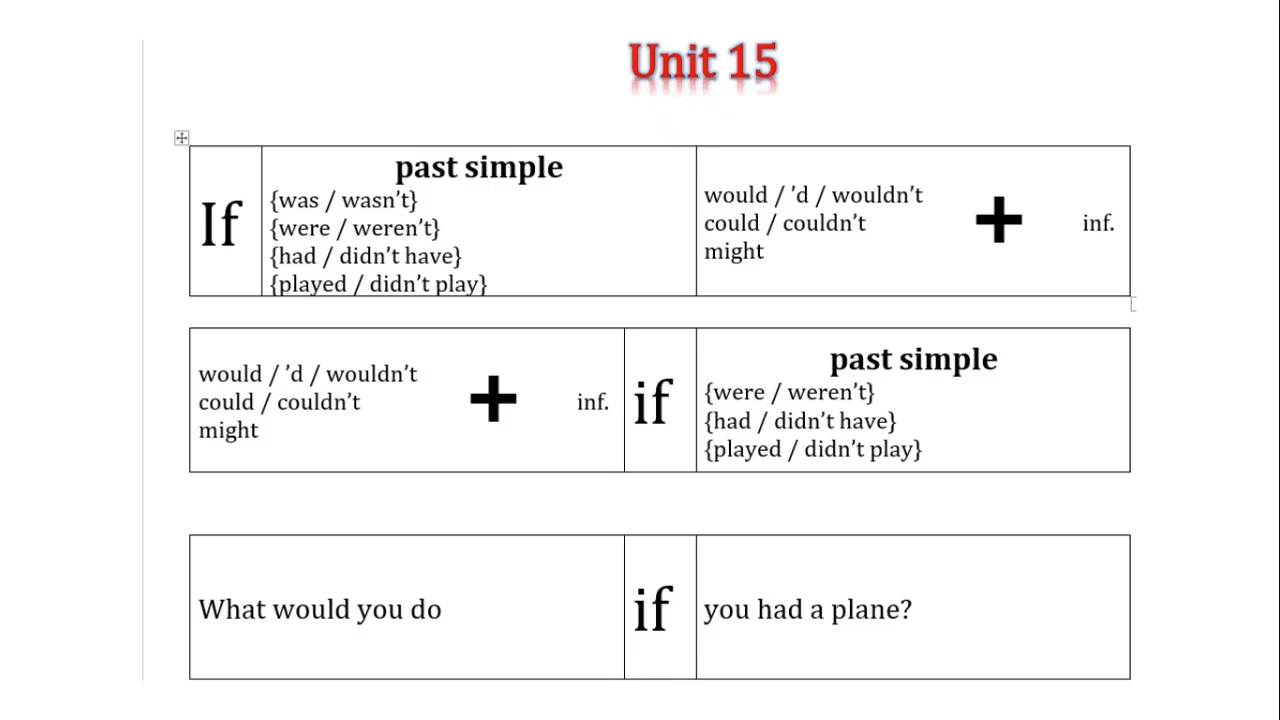 Unit 15
If
past simple
{was / wasn’t}
{were / weren’t}
{had / didn’t have}
{played / didn’t play}
would / ’d / wouldn’t
could / couldn’t
might
+
inf.
would / ’d / wouldn’t
could / couldn’t
might
+
inf.
if
past simple
{were / weren’t}
{had / didn’t have}
{played / didn’t play}
What would you do
if
you had a plane?